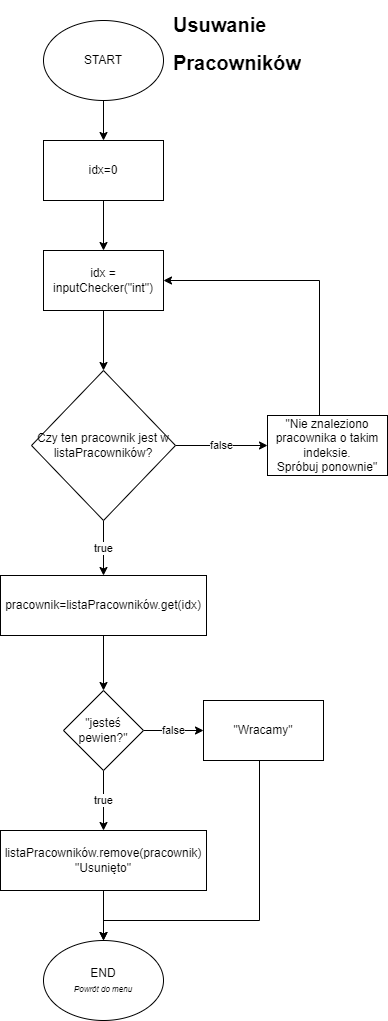 Usuwanie
Pracowników
START
idx=0
idx =
inputChecker("int")
Czy ten pracownik jest w
listaPracowników?
false
"Nie znaleziono
pracownika o takim
indeksie.
Spróbuj ponownie"
true
pracownik=listaPracowników.get(idx)
"jesteś
pewien?"
false
"Wracamy"
true
listaPracowników.remove(pracownik)
"Usunięto"
END
Powrót do menu